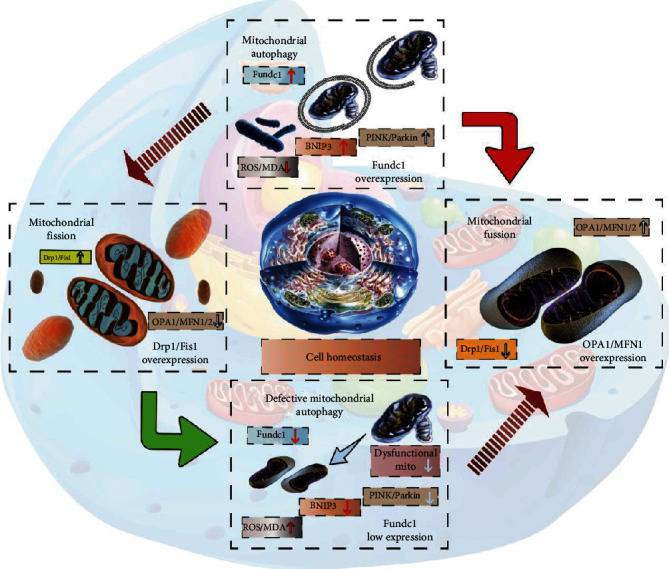 Mitochondrial
autophagy
Fundc1
BNIP3
PINK/Parkin
ROS/MDA
Fundc1
overexpression
Mitochondrial
fission
Drp1/Fis1
OPA1/MFN1/2
Drp1/Fis1
overexpression
Cell homeostasis
Mitochondrial
fussion
OPA1/MFN1/2
Drp1/Fis1
OPA1/MFN1
overexpression
Defective mitochondrial
autophagy
Fundc1
Dysfunctional
mito
PINK/Parkin
BNIP3
ROS/MDA
Fundc1
low expression